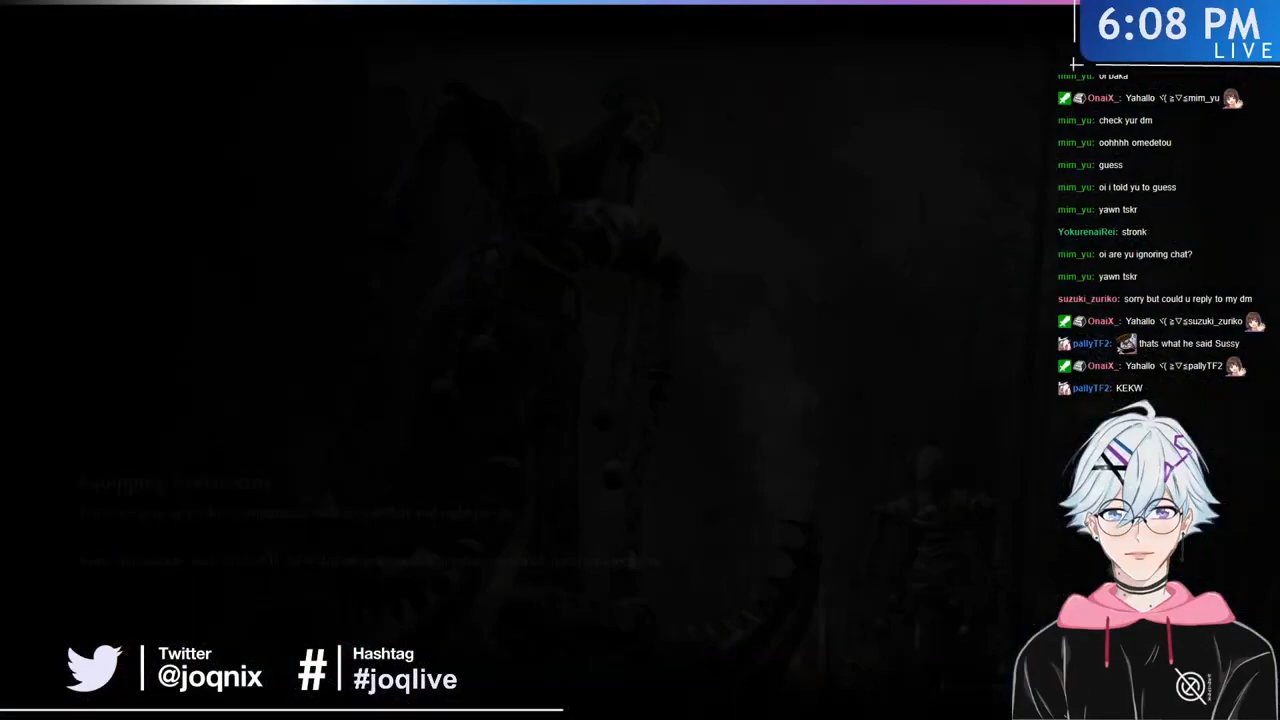 6:08 PM
LIVE
mim_yu: oi baka
OnaiX_: Yahallo ヾ(≧▽≦mim_yu
mim_yu: check yur dm
mim_yu: oohhhh omedetou
mim_yu: guess
mim_yu: oi i told yu to guess
mim_yu: yawn tskr
YokurenaiRei: stronk
mim_yu: oi are yu ignoring chat?
mim_yu: yawn tskr
suzuki_zuriko: sorry but could u reply to my dm
OnaiX_: Yahallo ヾ(≧▽≦suzuki_zuriko
pallyTF2: thats what he said Sussy
OnaiX_: Yahallo ヾ(≧▽≦pallyTF2
pallyTF2: KEKW
Twitter
@joqnix
#
Hashtag
#joqlive